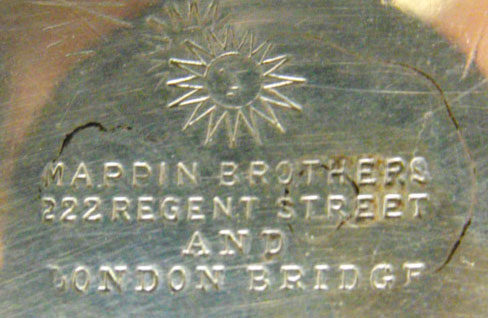 MAPPIN BROTHERS
222 REGENT STREET
AND
LONDON BRIDGE